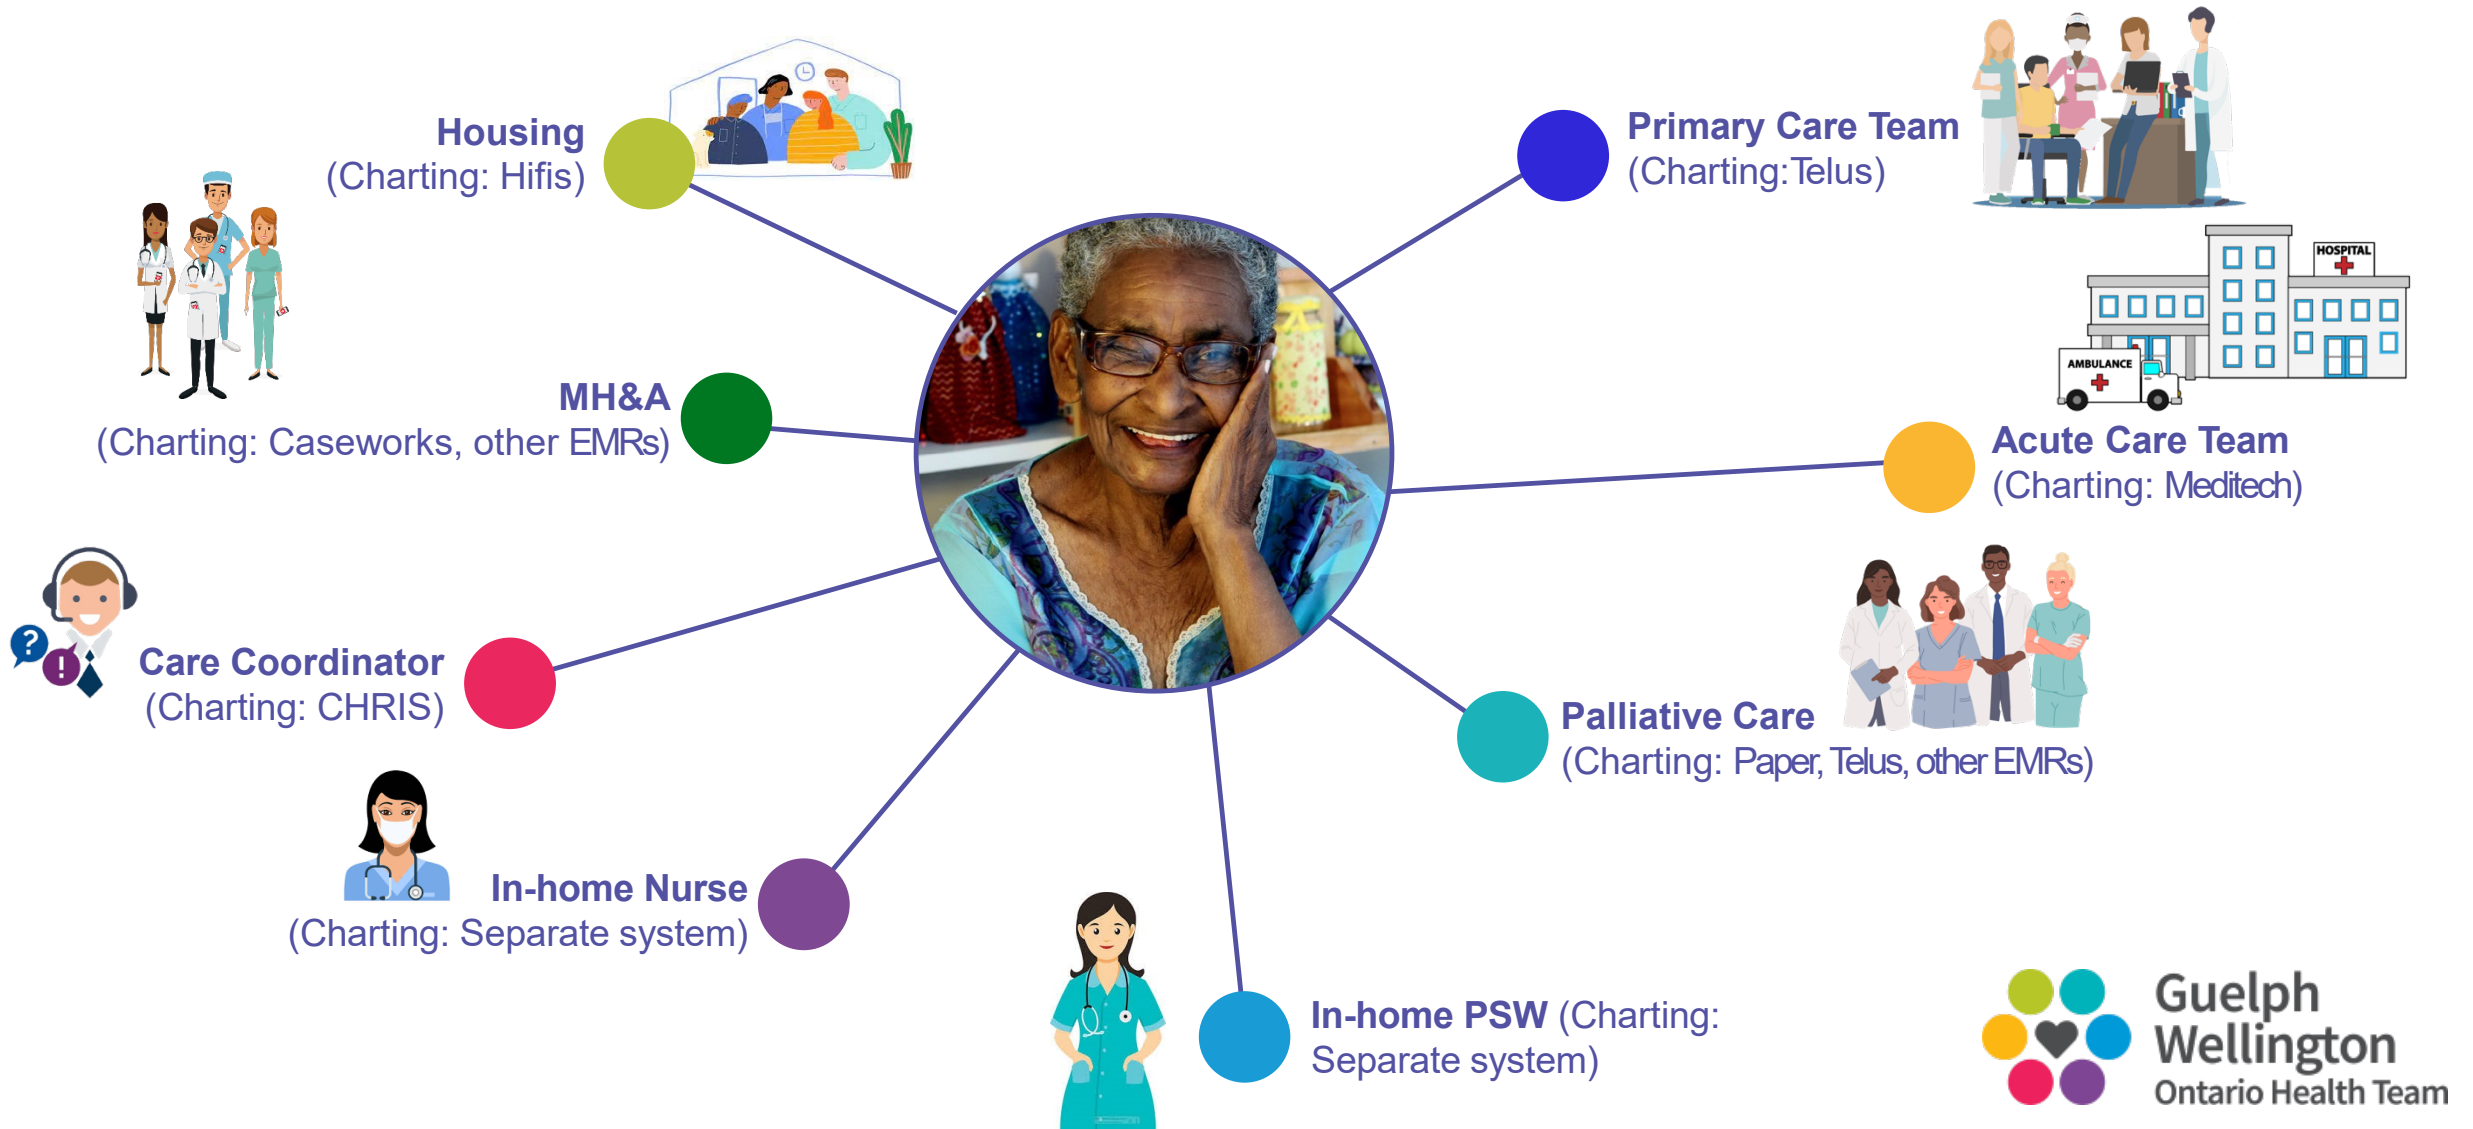 Housing
(Charting: Hifis)
Primary Care Team
(Charting:Telus)
HOSPITAL
AMBULANCE
MH&A
(Charting: Caseworks, other EMRs)
Acute Care Team
(Charting: Meditech)
?
!
Care Coordinator
(Charting: CHRIS)
Palliative Care
(Charting: Paper, Telus, other EMRs)
In-home Nurse
(Charting: Separate system)
In-home PSW (Charting:
Separate system)
Guelph
Wellington
Ontario Health Team